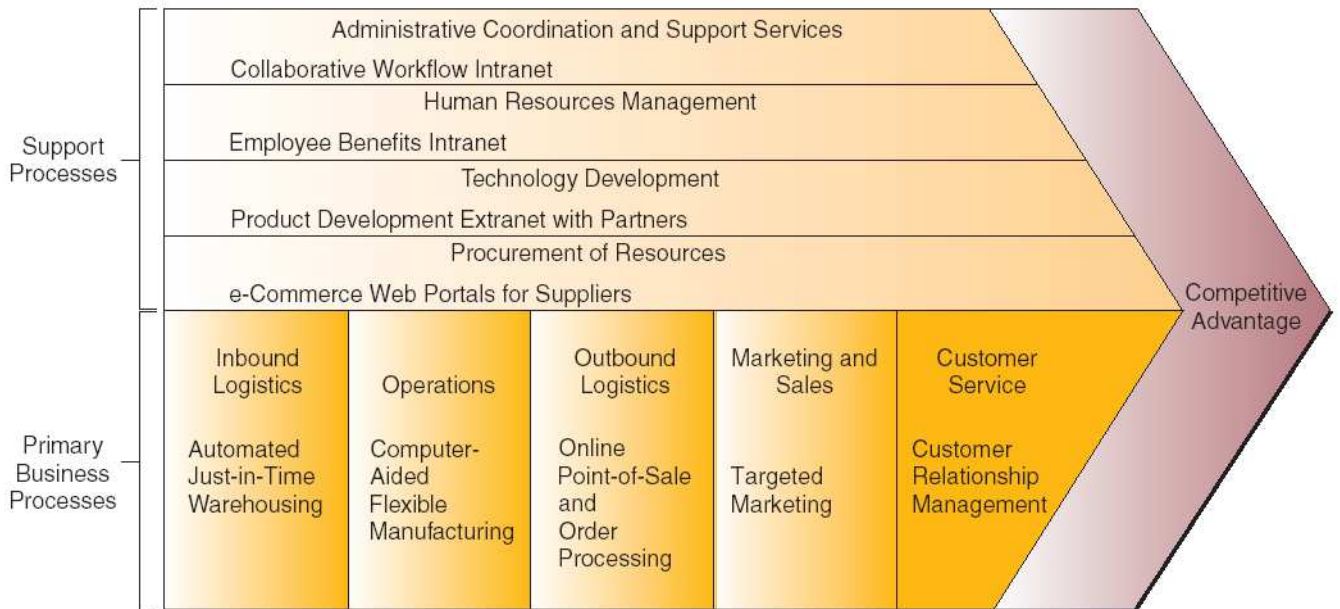 Support
Processes
Administrative Coordination and Support Services
Collaborative Workflow Intranet
Human Resources Management
Employee Benefits Intranet
Technology Development
Product Development Extranet with Partners
Procurement of Resources
e-Commerce Web Portals for Suppliers
Competitive
Advantage
Primary
Business
Processes
Inbound
Logistics
Automated
Just-in-Time
Warehousing
Operations
Computer-
Aided
Flexible
Manufacturing
Outbound
Logistics
Online
Point-of-Sale
and
Order
Processing
Marketing and
Sales
Targeted
Marketing
Customer
Service
Customer
Relationship
Management